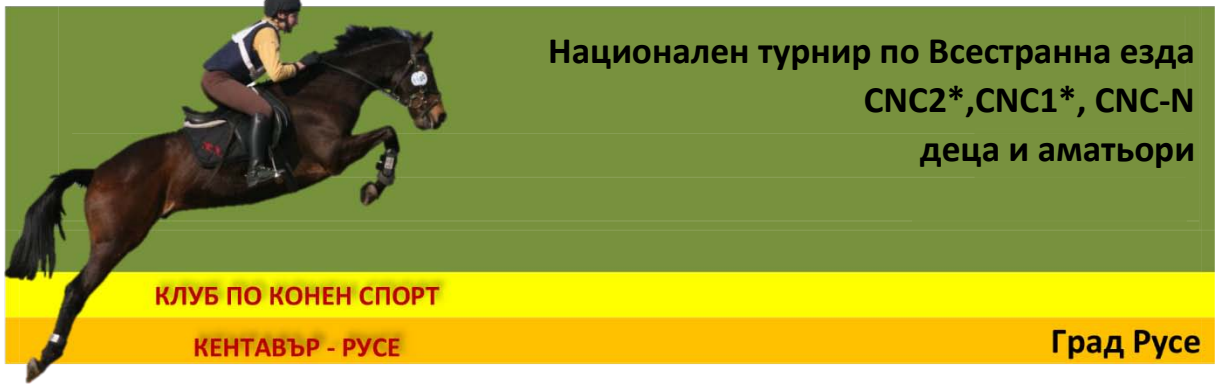 Национален турнир по Всестранна езда
CNC2*,CNC1*, CNC-N
деца и аматьори
КЛУБ ПО КОНЕН СПОРТ
КЕНТАВЪР - РУСЕ
Град Русе